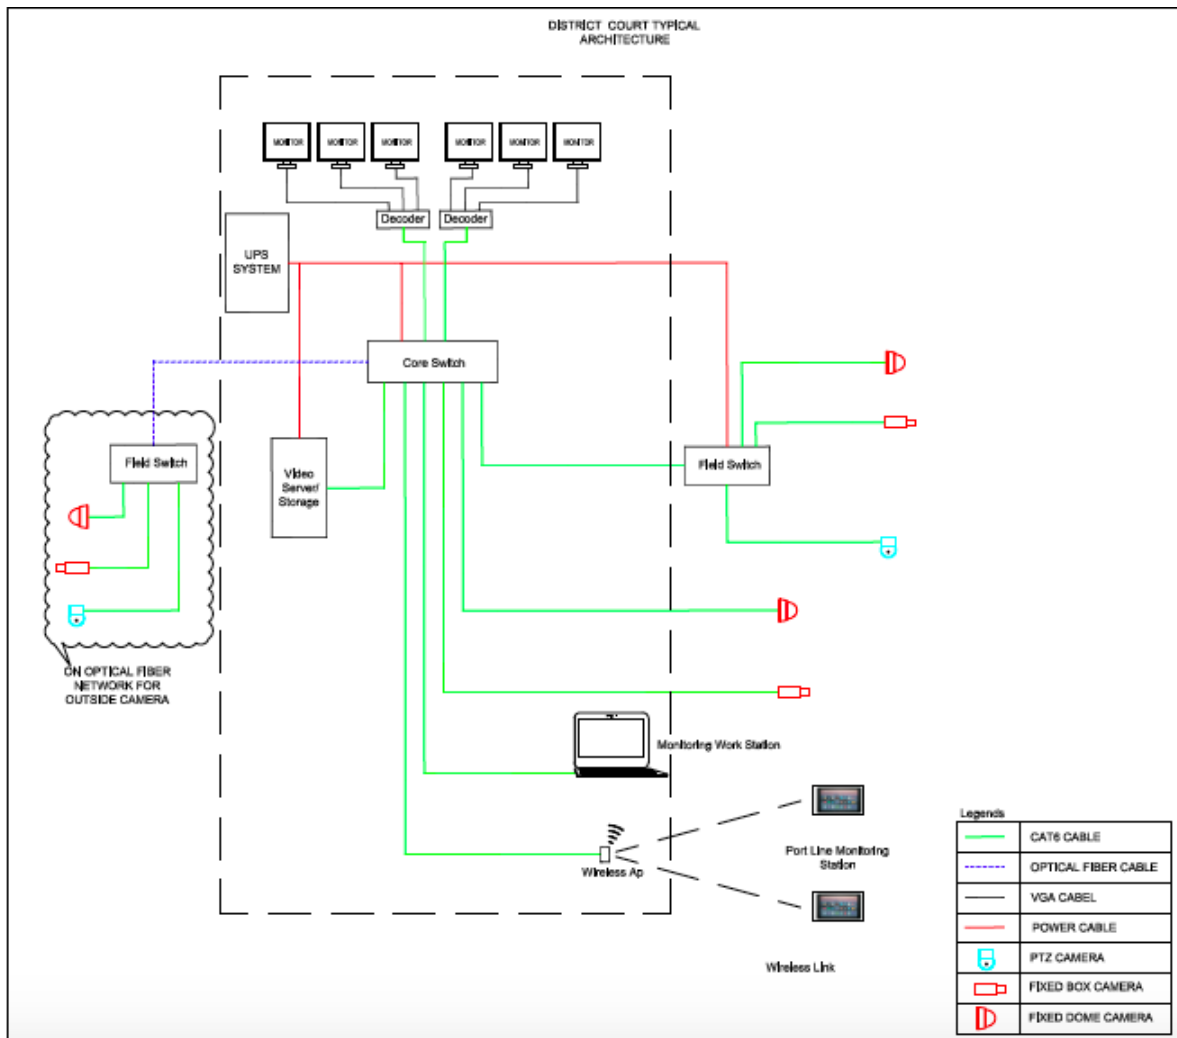 DISTRICT COURT TYPICAL
ARCHITECTURE
MONITOR
MONITOR
MONITOR
MONITOR
MONITOR
MONITOR
Decoder
Decoder
UPS
SYSTEM
Core Switch
Field Switch
Video
Server/
Storage
Field Switch
ON OPTICAL FIBER
NETWORK FOR
OUTSIDE CAMERA
Monitoring Work Station
Port Line Monitoring
Station
Wireless Ap
Wireless Link
Legends
CAT6 CABLE
OPTICAL FIBER CABLE
VGA CABEL
POWER CABLE
PTZ CAMERA
FIXED BOX CAMERA
FIXED DOME CAMERA